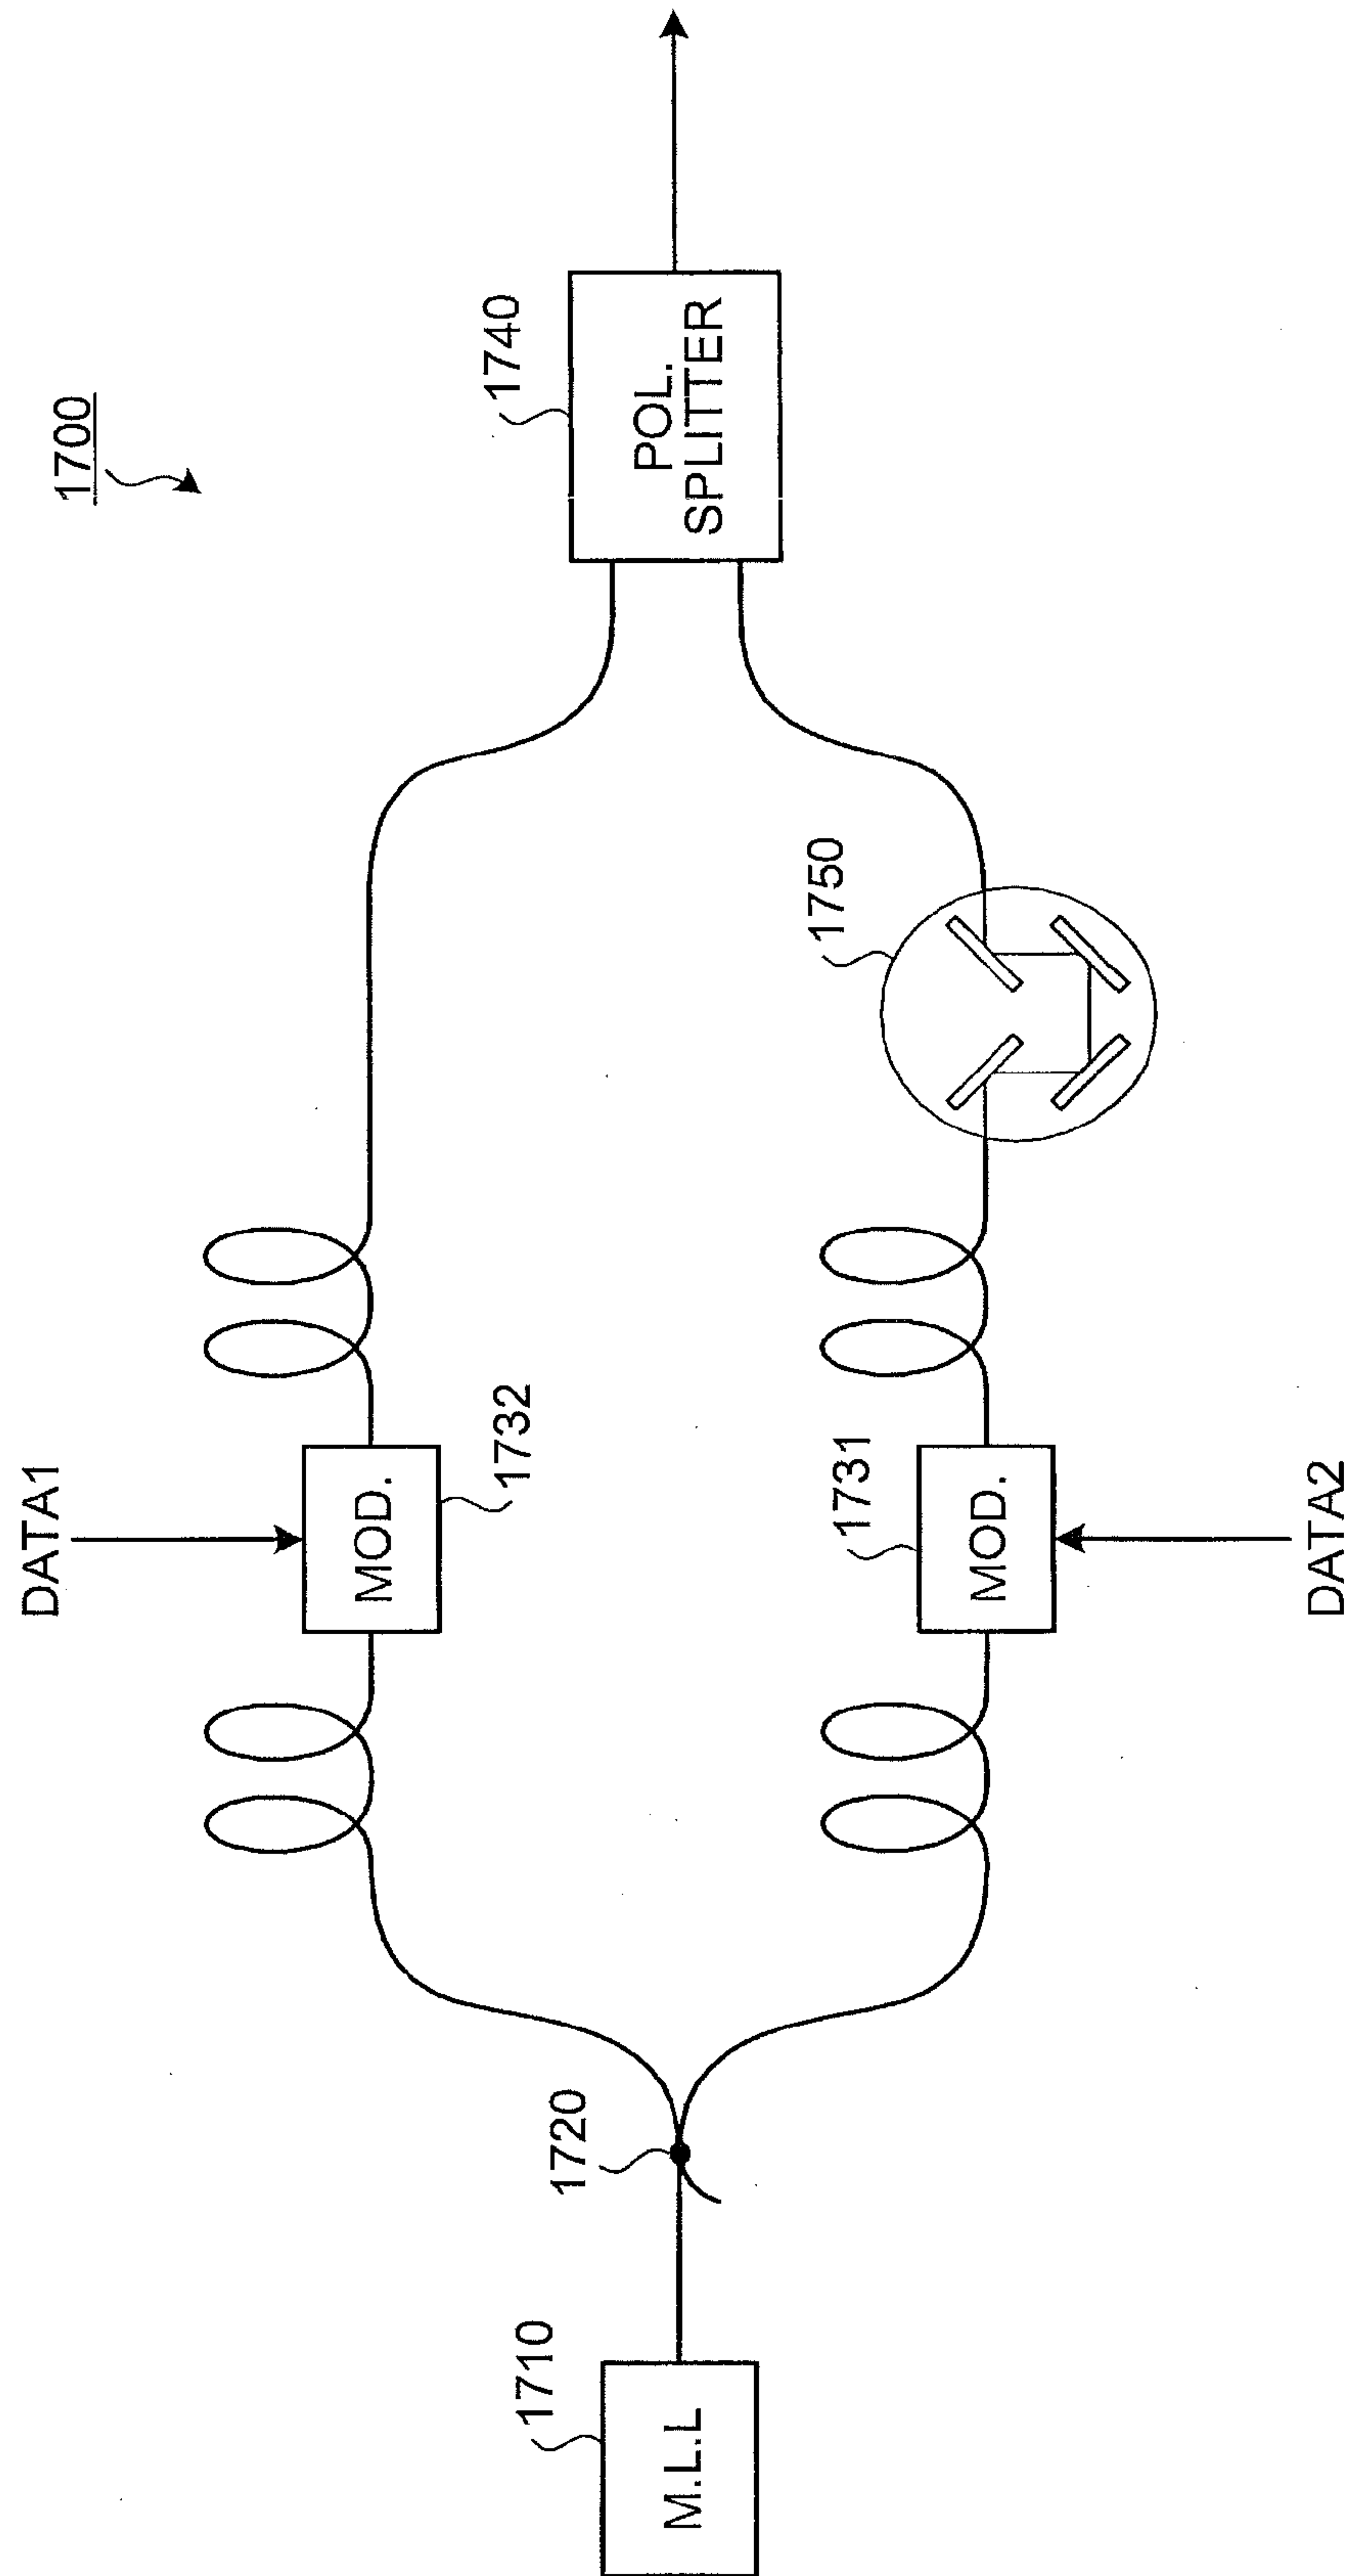 1700
DATA1
1710
M.L.L
1720
MOD.
1732
1731
MOD.
DATA2
1750
1740
POL.
SPLITTER